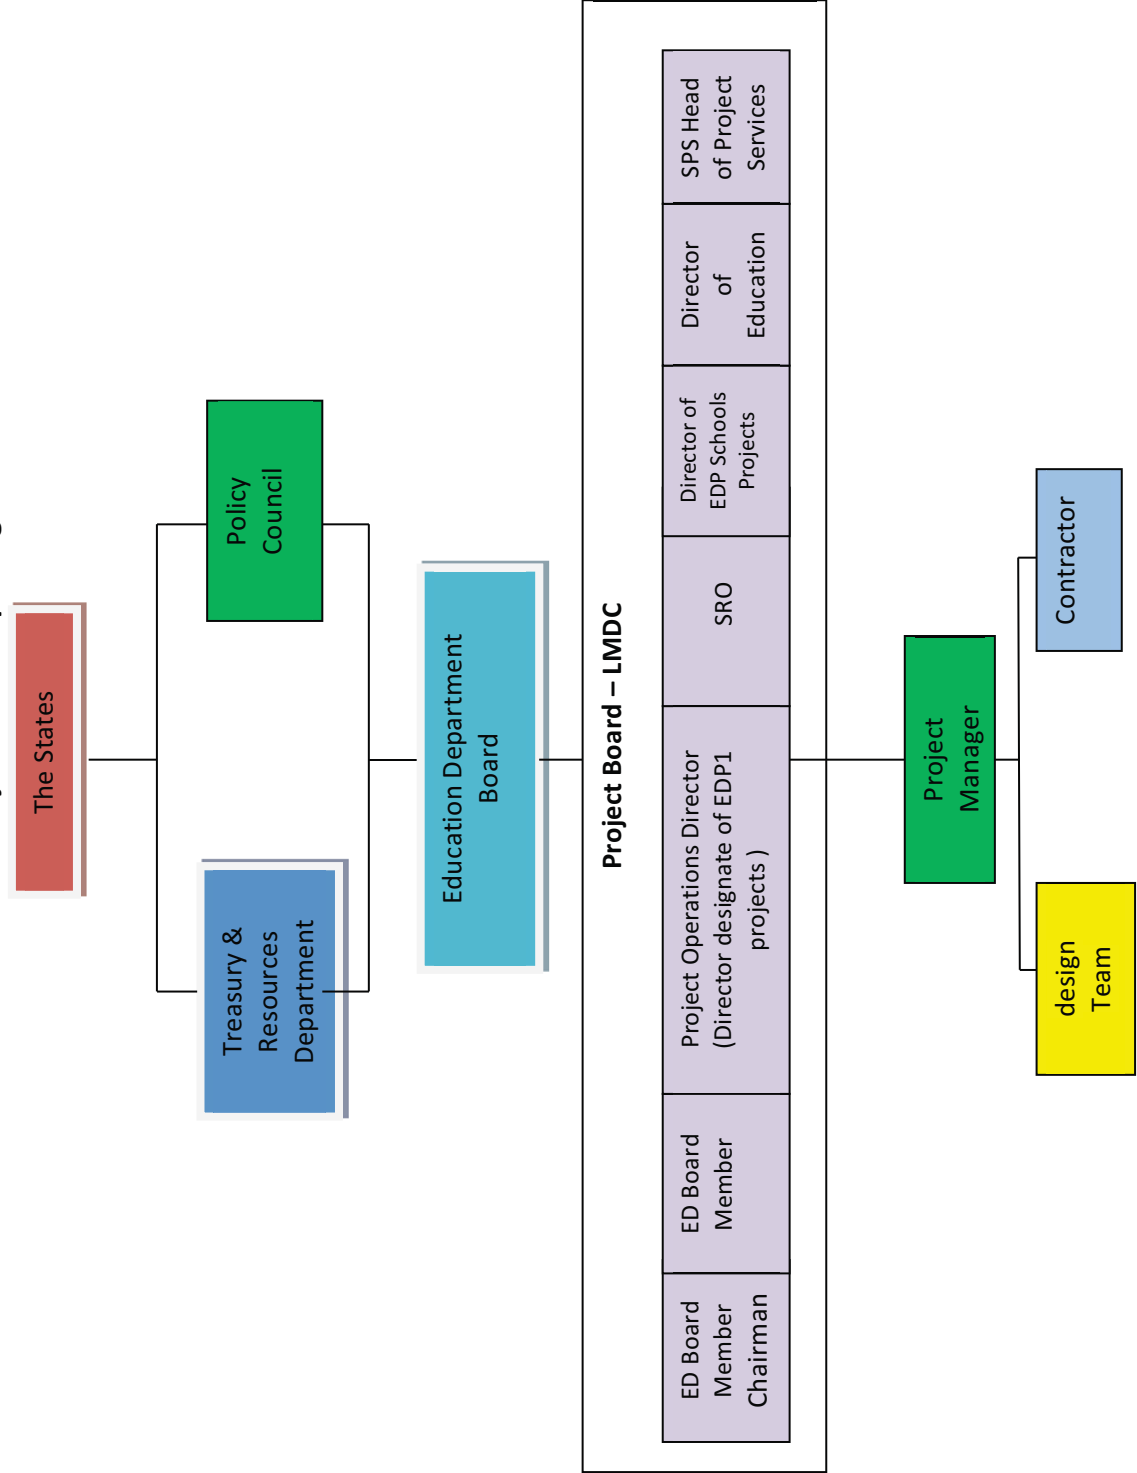 The States
Treasury &
Resources
Department
Policy
Council
Education Department
Board
Project Board – LMDC
ED Board
Member
Chairman
ED Board
Member
Project Operations Director
(Director designate of EDP1
projects )
SRO
Director of
EDP Schools
Projects
Director
of
Education
SPS Head
of Project
Services
Project
Manager
design
Team
Contractor